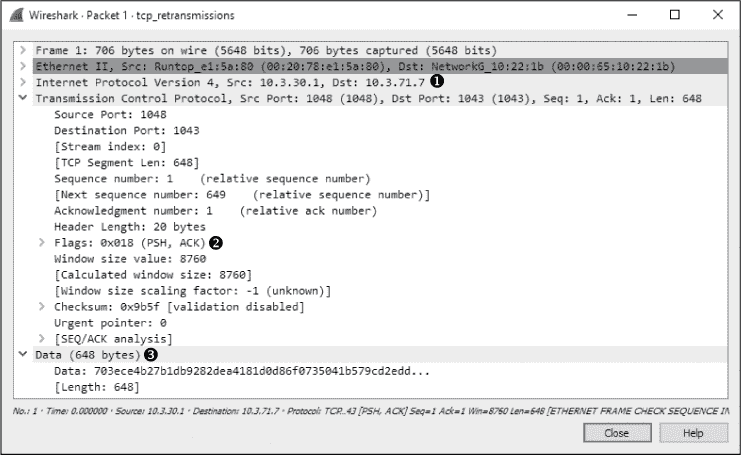 Wireshark · Packet 1 · tcp_retransmissions
Frame 1: 706 bytes on wire (5648 bits), 706 bytes captured (5648 bits)
Ethernet II, Src: Runtop_e1:5a:80 (00:20:78:e1:5a:80), Dst: NetworkG_10:22:1b (00:00:65:10:22:1b)
Internet Protocol Version 4, Src: 10.3.30.1, Dst: 10.3.71.7 ❶
Transmission Control Protocol, Src Port: 1048 (1048), Dst Port: 1043 (1043), Seq: 1, Ack: 1, Len: 648
Source Port: 1048
Destination Port: 1043
[Stream index: 0]
[TCP Segment Len: 648]
Sequence number: 1 (relative sequence number)
[Next sequence number: 649 (relative sequence number)]
Acknowledgment number: 1 (relative ack number)
Header Length: 20 bytes
Flags: 0x018 (PSH, ACK) ❷
Window size value: 8760
[Calculated window size: 8760]
[Window size scaling factor: -1 (unknown)]
Checksum: 0x9b5f [validation disabled]
Urgent pointer: 0
[SEQ/ACK analysis]
Data (648 bytes) ❸
Data: 703ece4b27b1db9282dea4181d0d86f0735041b579cd2edd...
[Length: 648]
No.: 1 · Time: 0.000000 · Source: 10.3.30.1 · Destination: 10.3.71.7 · Protocol: TCP...43 [PSH, ACK] Seq=1 Ack=1 Win=8760 Len=648 [ETHERNET FRAME CHECK SEQUENCE IN
Close Help